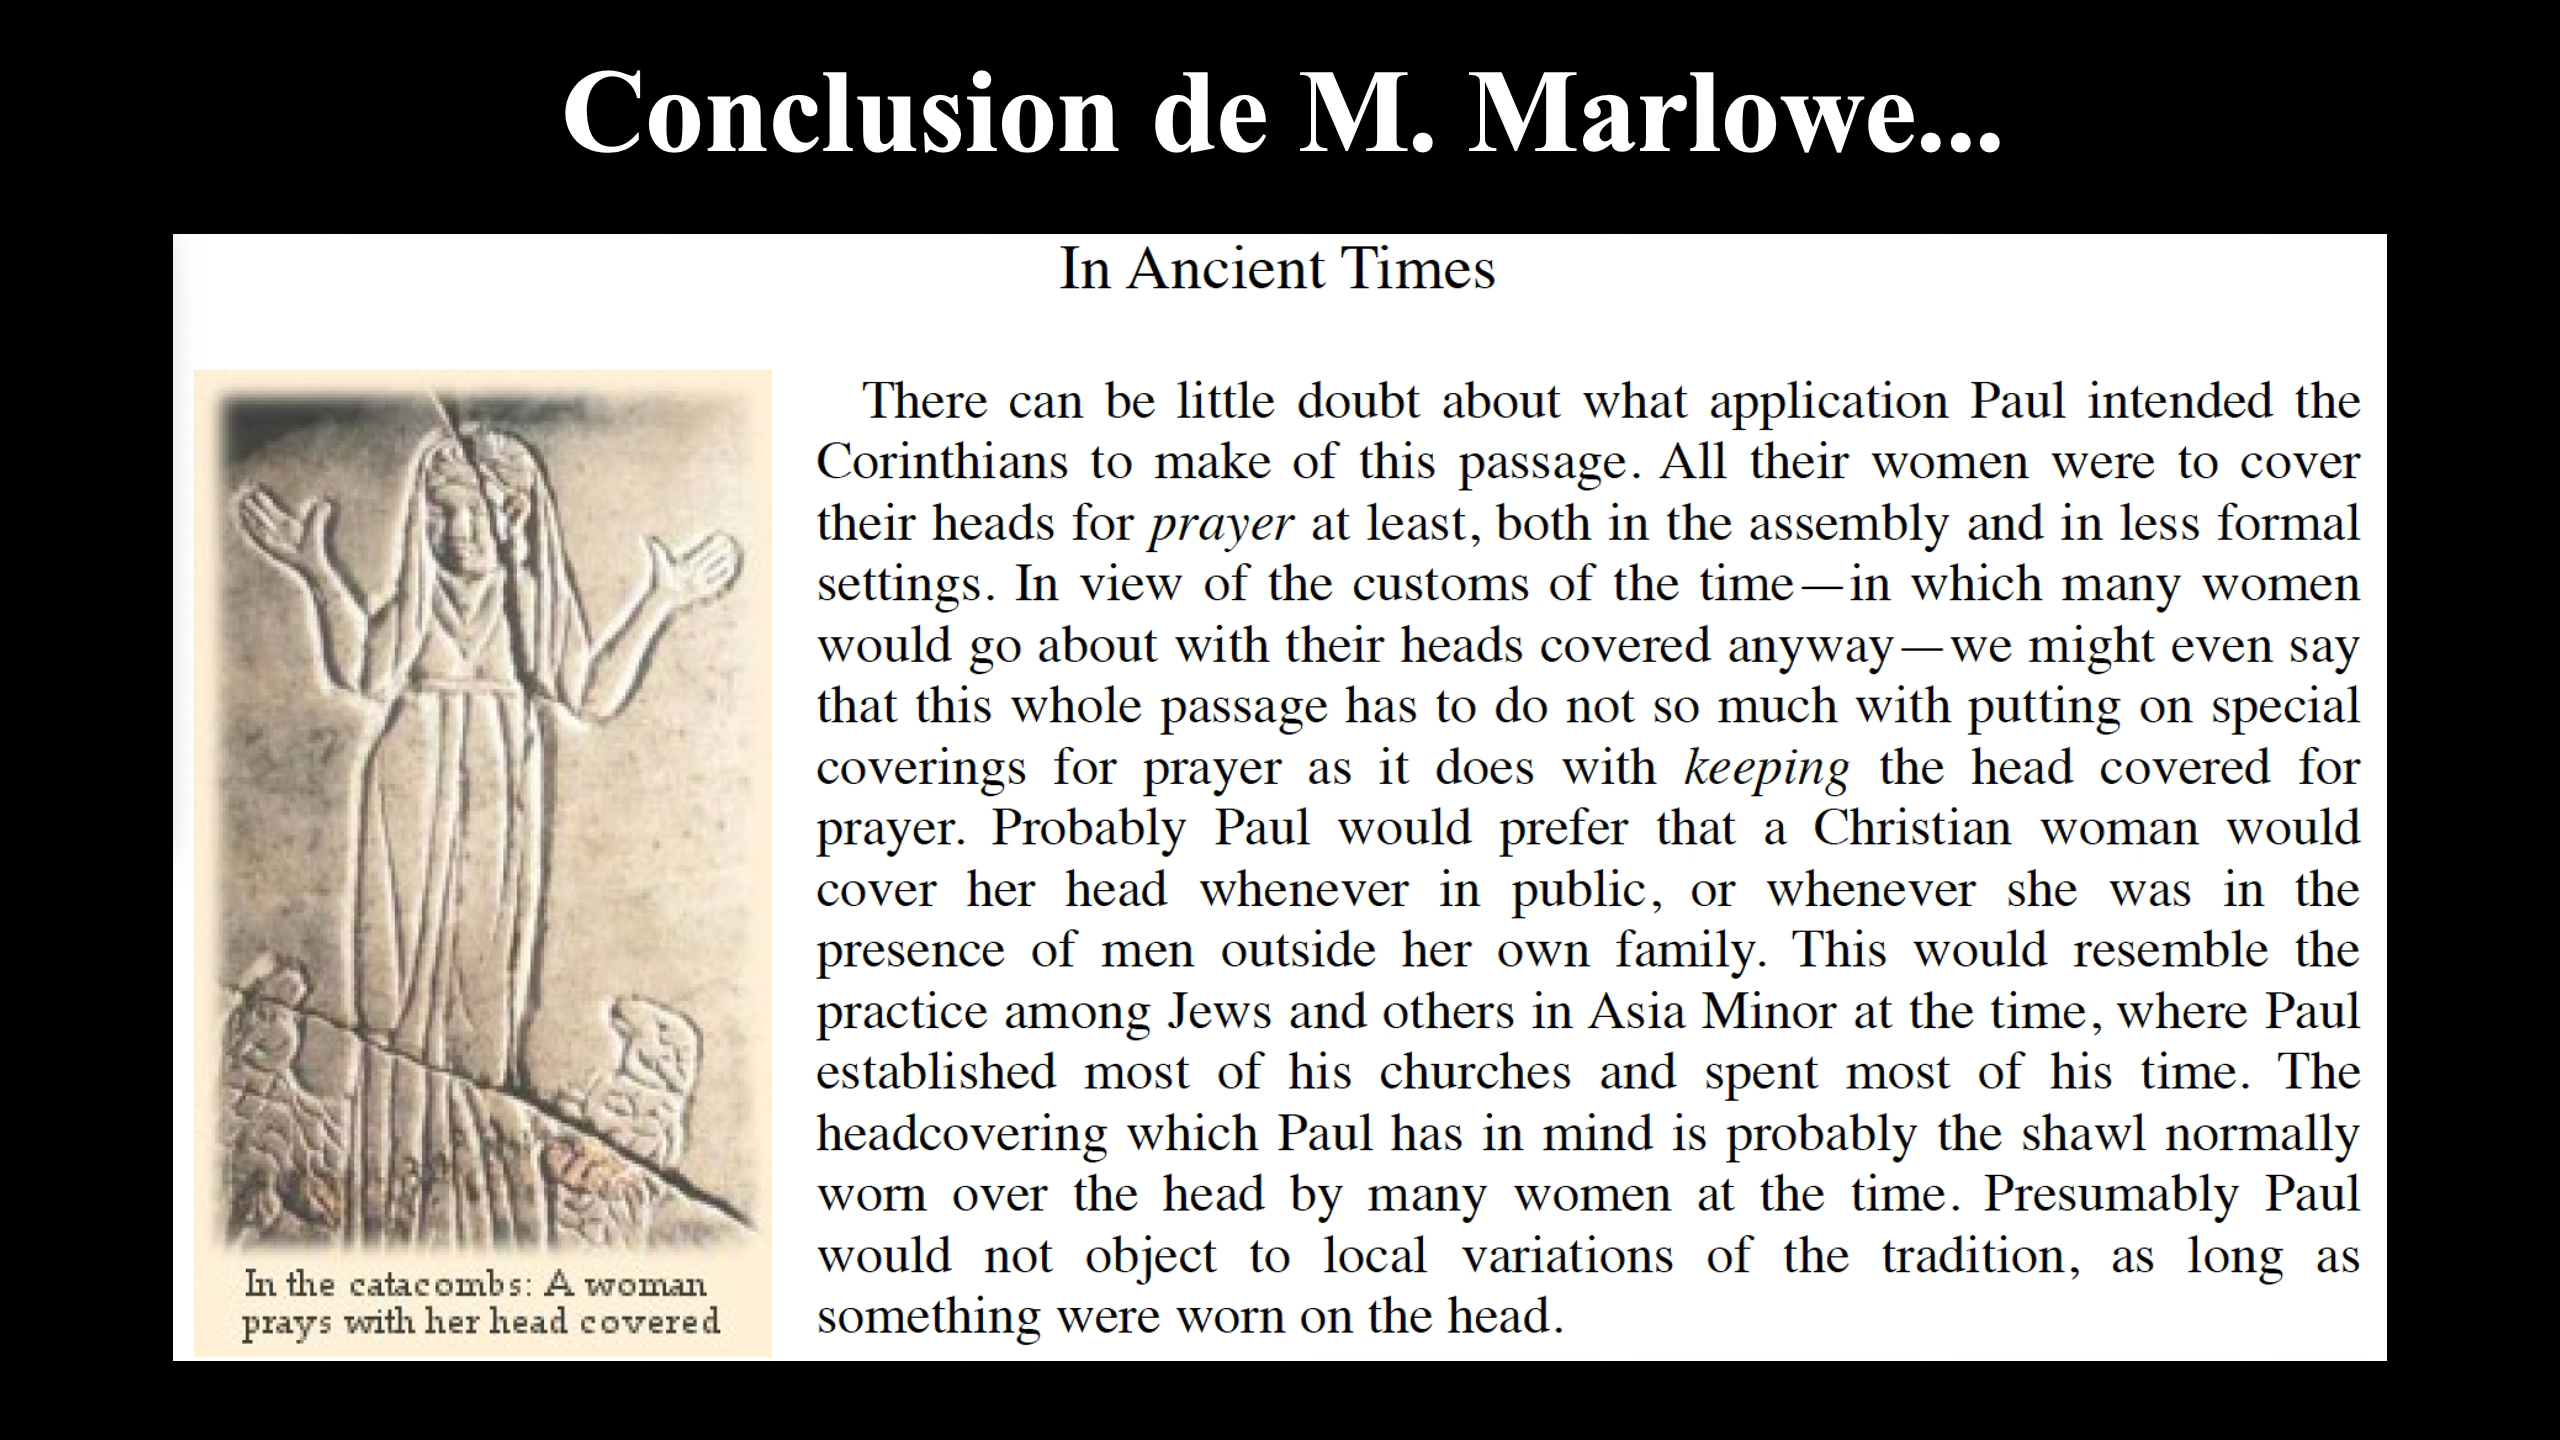 Conclusion de M. Marlowe...
In Ancient Times
There can be little doubt about what application Paul intended the
Corinthians to make of this passage. All their women were to cover
their heads for prayer at least, both in the assembly and in less formal
settings. In view of the customs of the time—in which many women
would go about with their heads covered anyway—we might even say
that this whole passage has to do not so much with putting on special
coverings for prayer as it does with keeping the head covered for
prayer. Probably Paul would prefer that a Christian woman would
cover her head whenever in public, or whenever she was in the
presence of men outside her own family. This would resemble the
practice among Jews and others in Asia Minor at the time, where Paul
established most of his churches and spent most of his time. The
headcovering which Paul has in mind is probably the shawl normally
worn over the head by many women at the time. Presumably Paul
would not object to local variations of the tradition, as long as
something were worn on the head.
In the catacombs: A woman
prays with her head covered